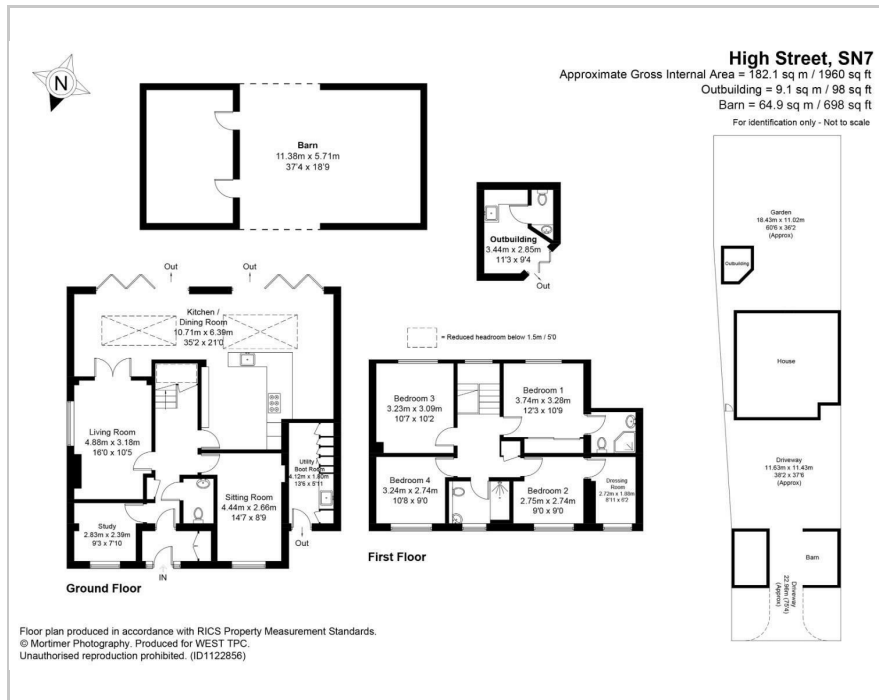 High Street, SN7
Approximate Gross Internal Area = 182.1 sq m / 1960 sq ft
Outbuilding = 9.1 sq m / 98 sq ft
Barn = 64.9 sq m / 698 sq ft
For identification only - Not to scale
N
Barn
11.38m x 5.71m
37'4 x 18'9
Outbuilding
3.44m x 2.85m
11'3 x 9'4
Out
Out
Out
Kitchen /
Dining Room
10.71m x 6.39m
35'2 x 21'0
Living Room
4.88m x 3.18m
16'0 x 10'5
Utility /
Boot Room
4.12m x 1.80m
13'6 x 5'11
Sitting Room
4.44m x 2.66m
14'7 x 8'9
Study
2.83m x 2.39m
9'3 x 7'10
Out
IN
Ground Floor
= Reduced headroom below 1.5m / 5'0
Bedroom 3
3.23m x 3.09m
10'7 x 10'2
Bedroom 1
3.74m x 3.28m
12'3 x 10'9
Bedroom 4
3.24m x 2.74m
10'8 x 9'0
Bedroom 2
2.75m x 2.74m
9'0 x 9'0
Dressing
Room
2.72m x 1.88m
8'11 x 6'2
First Floor
Garden
18.43m x 11.02m
60'6 x 36'2
(Approx)
Outbuilding
House
Driveway
11.63m x 11.43m
38'2 x 37'6
(Approx)
Barn
Driveway
22.96m (75'4)
(Approx)
Floor plan produced in accordance with RICS Property Measurement Standards.
© Mortimer Photography. Produced for WEST TPC.
Unauthorised reproduction prohibited. (ID1122856)